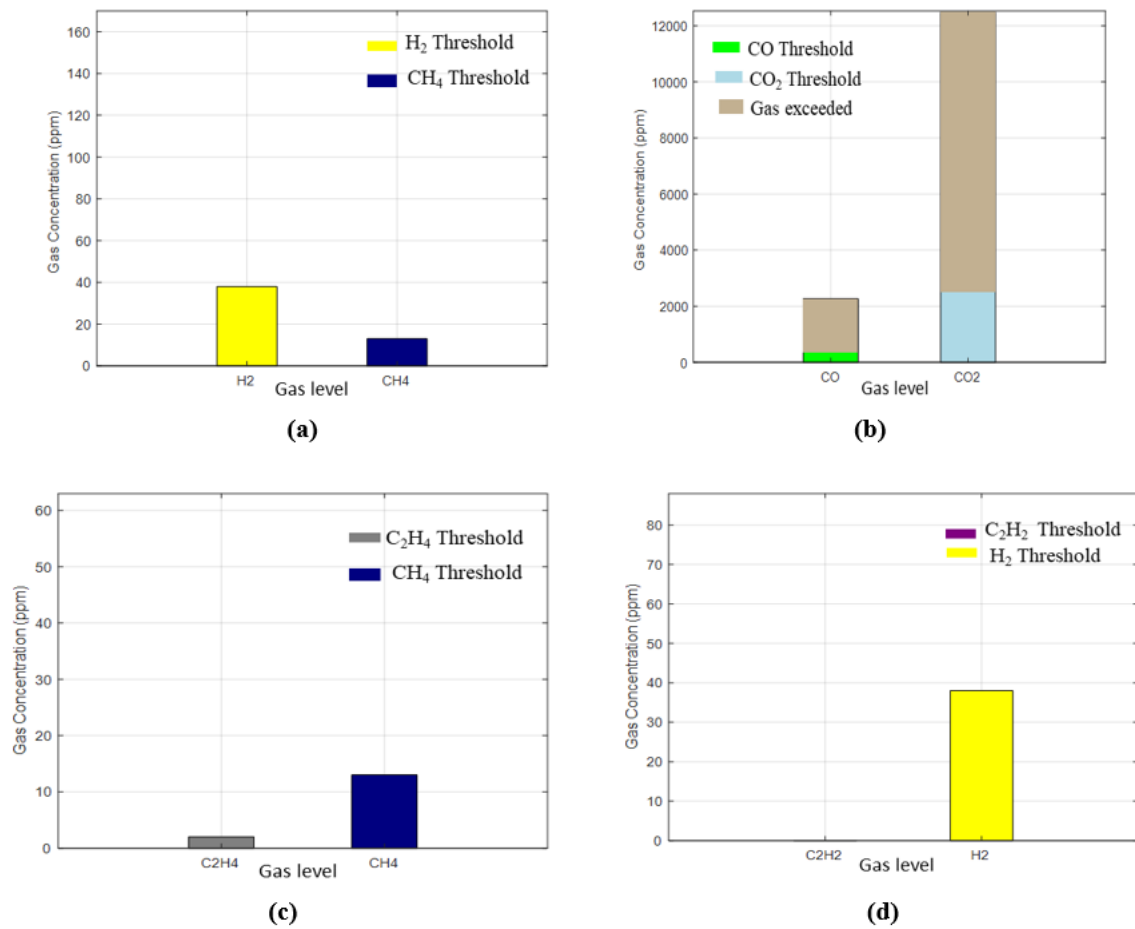 160
140
120
100
80
60
40
20
0
Gas Concentration (ppm)
H₂ Threshold
CH₄ Threshold
H2
CH4
Gas level
(a)
12000
10000
8000
6000
4000
2000
0
Gas Concentration (ppm)
CO Threshold
CO₂ Threshold
Gas exceeded
CO
CO2
Gas level
(b)
60
50
40
30
20
10
0
Gas Concentration (ppm)
C₂H₄ Threshold
CH₄ Threshold
C2H4
CH4
Gas level
(c)
80
70
60
50
40
30
20
10
0
Gas Concentration (ppm)
C₂H₂ Threshold
H₂ Threshold
C2H2
H2
Gas level
(d)